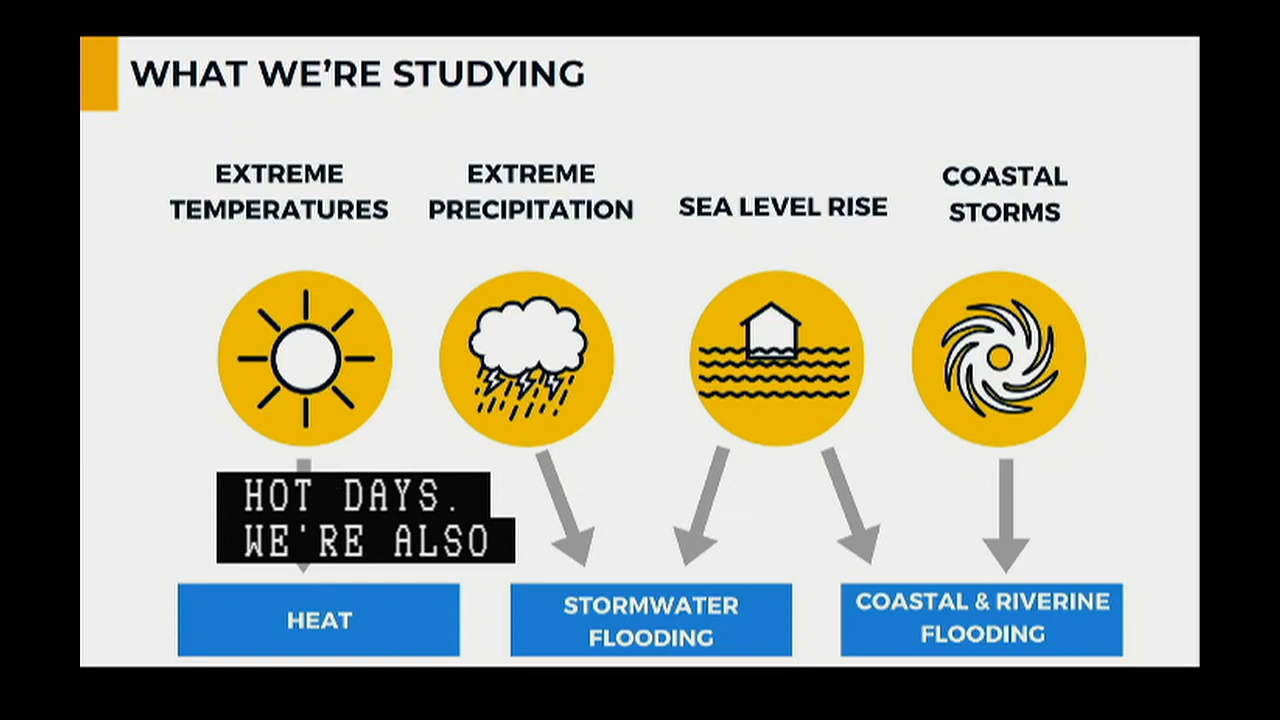 WHAT WE'RE STUDYING
EXTREME
TEMPERATURES
EXTREME
PRECIPITATION
SEA LEVEL RISE
COASTAL
STORMS
HOT DAYS.
WE'RE ALSO
HEAT
STORMWATER
FLOODING
COASTAL & RIVERINE
FLOODING